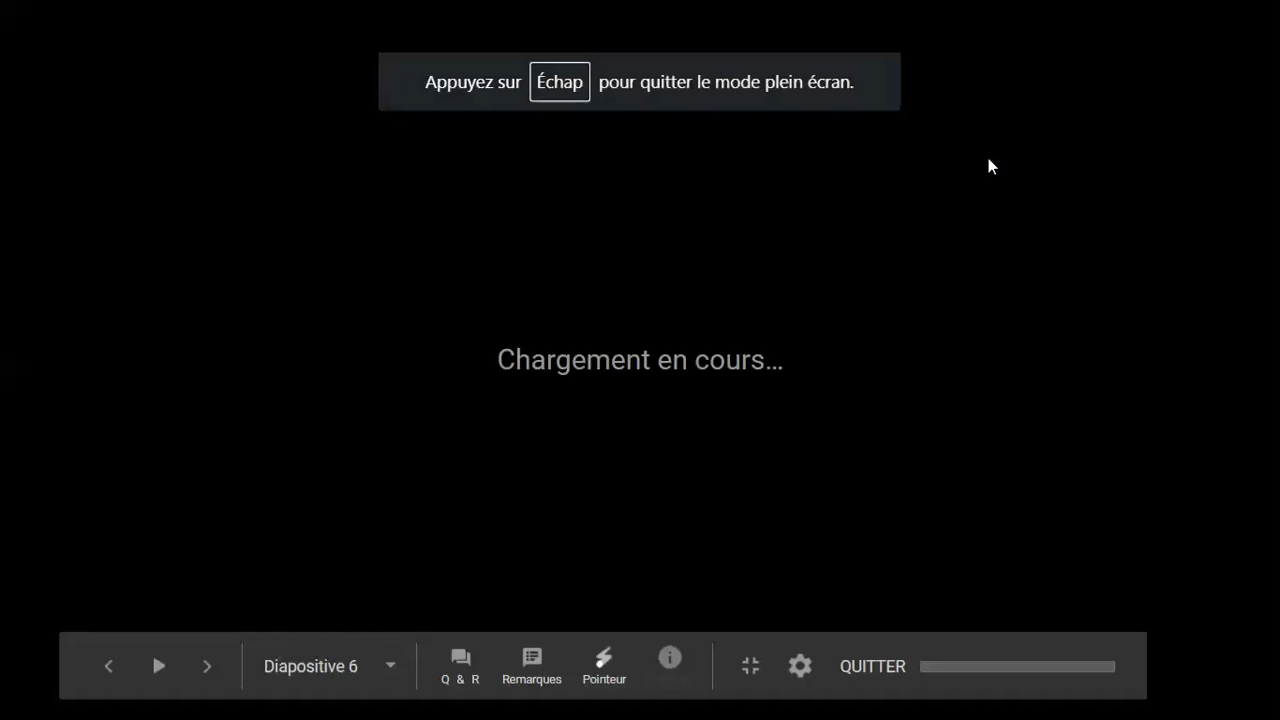 Appuyez sur Échap pour quitter le mode plein écran.
Chargement en cours...
Diapositive 6
Q & R
Remarques
Pointeur
QUITTER